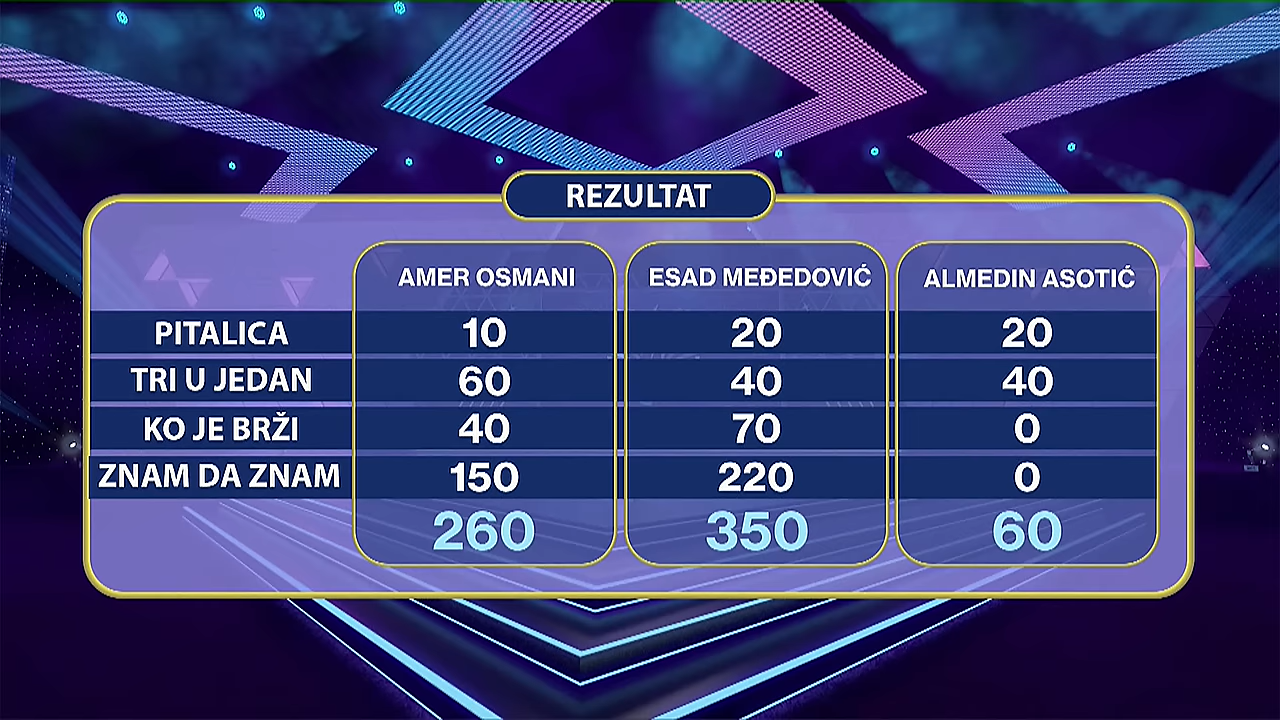 REZULTAT
AMER OSMANI ESAD MEĐEDOVIĆ ALMEDIN ASOTIĆ
PITALICA 10 20 20
TRI U JEDAN 60 40 40
KO JE BRŽI 40 70 0
ZNAM DA ZNAM 150 220 0
260 350 60